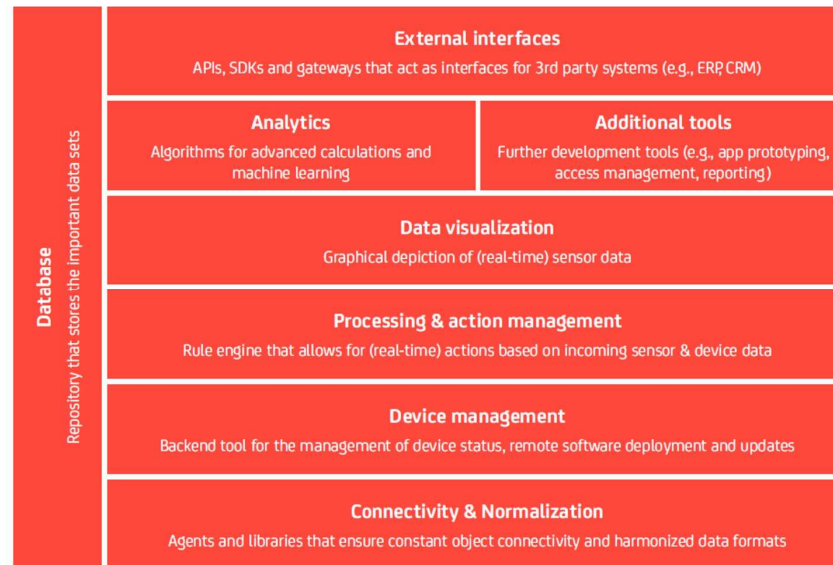 Database
Repository that stores the important data sets
External interfaces
APIs, SDKs and gateways that act as interfaces for 3rd party systems (e.g., ERP, CRM)
Analytics
Algorithms for advanced calculations and
machine learning
Additional tools
Further development tools (e.g., app prototyping,
access management, reporting)
Data visualization
Graphical depiction of (real-time) sensor data
Processing & action management
Rule engine that allows for (real-time) actions based on incoming sensor & device data
Device management
Backend tool for the management of device status, remote software deployment and updates
Connectivity & Normalization
Agents and libraries that ensure constant object connectivity and harmonized data formats